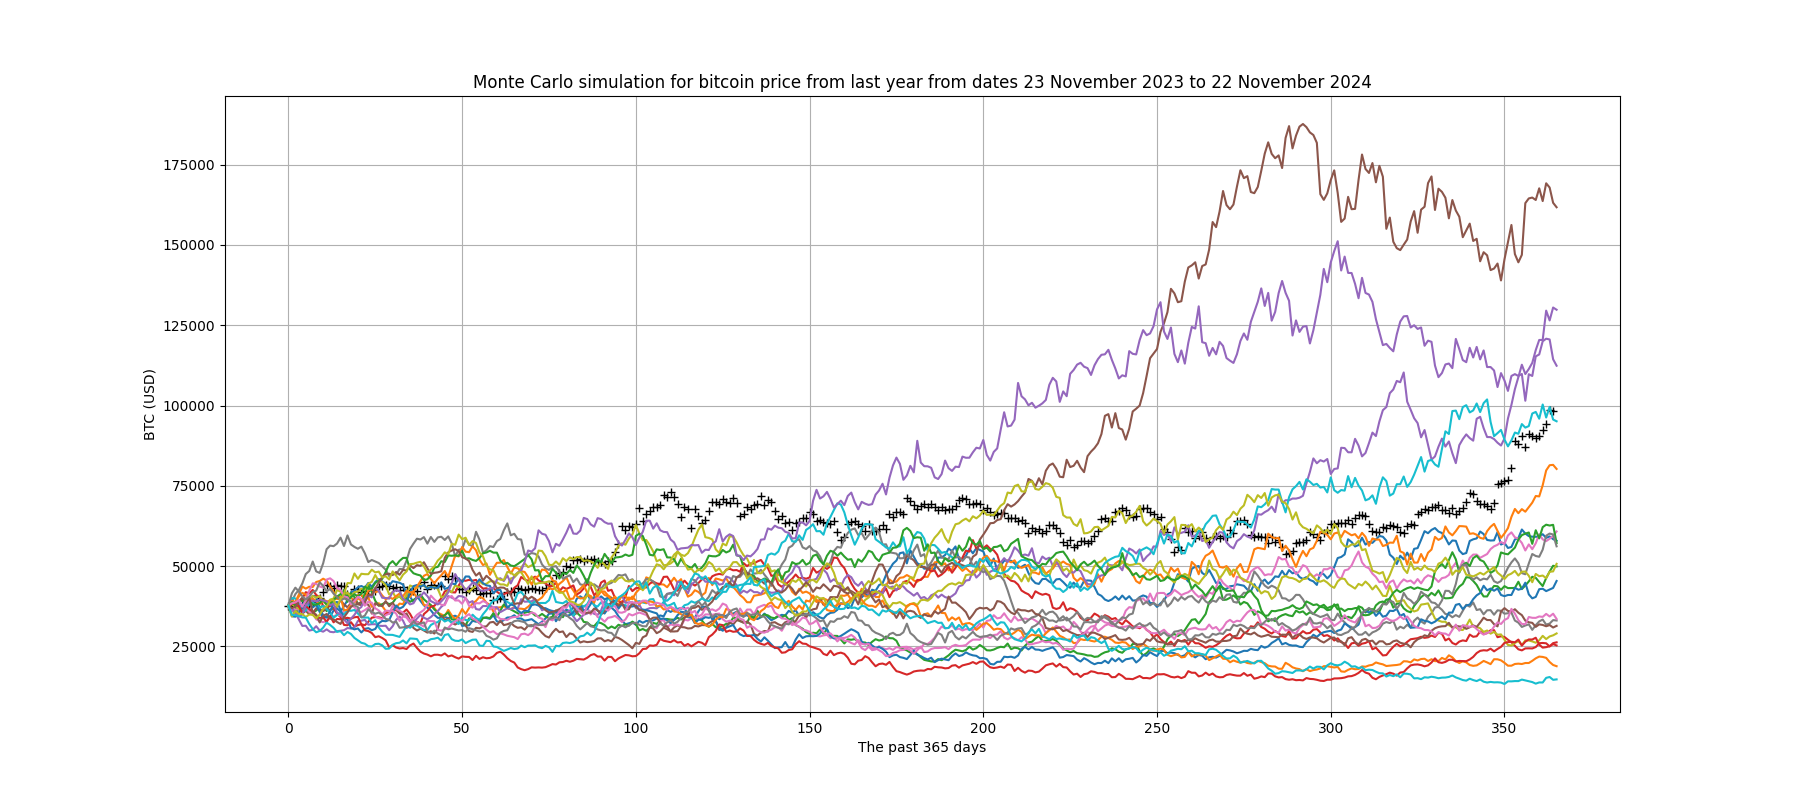 Monte Carlo simulation for bitcoin price from last year from dates 23 November 2023 to 22 November 2024
BTC (USD)
175000
150000
125000
100000
75000
50000
25000
0 50 100 150 200 250 300 350
The past 365 days